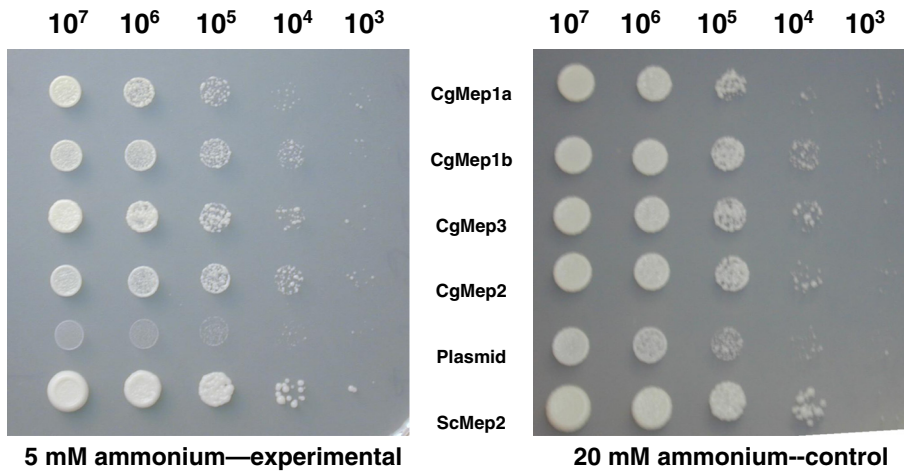 10⁷ 10⁶ 10⁵ 10⁴ 10³ 10⁷ 10⁶ 10⁵ 10⁴ 10³
CgMep1a
CgMep1b
CgMep3
CgMep2
Plasmid
ScMep2
5 mM ammonium—experimental 20 mM ammonium--control